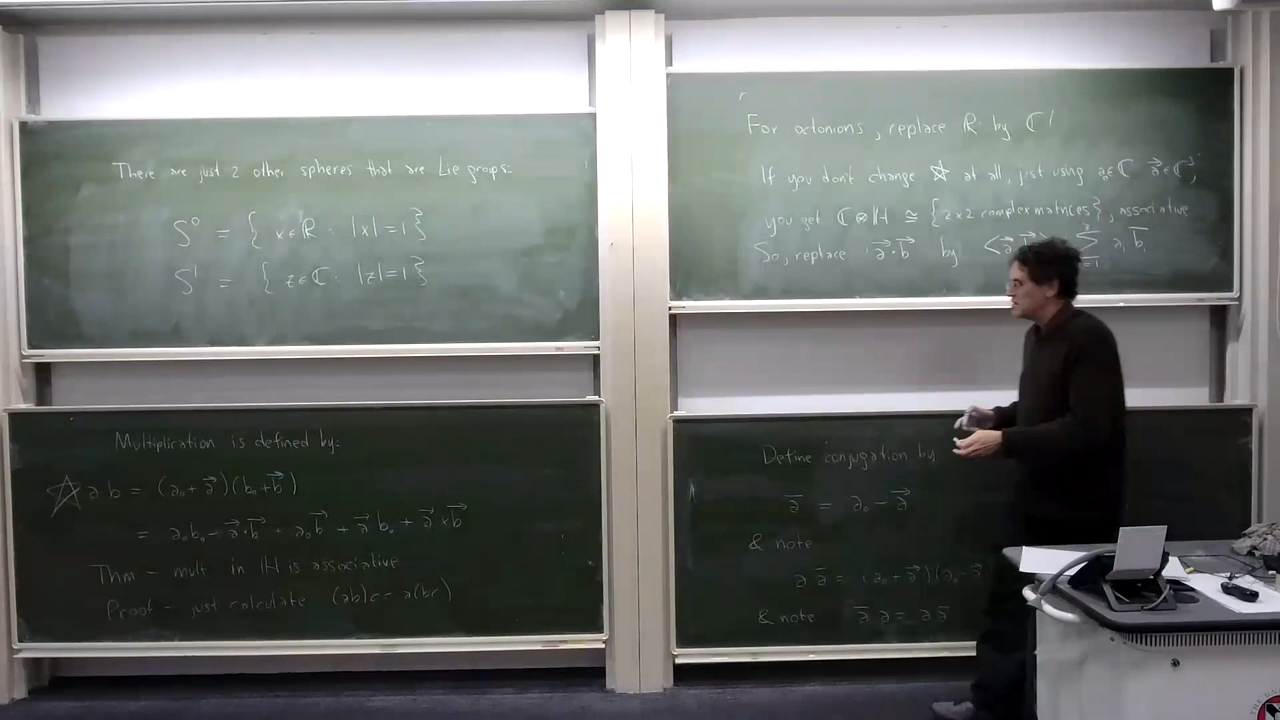 There are just 2 other spheres that are Lie grops:
S⁰ = { x∈ℝ : |x|=1 }
S¹ = { z∈ℂ : |z|=1 }
Multiplication is defined by:
☆ a b = (a₀+a⃗)(b₀+b⃗)
= a₀b₀ - a⃗·b⃗ + a₀b⃗ + a⃗b₀ + a⃗×b⃗
Thm - mult in ℍ is associative
Proof - just calculate (ab)c = a(bc)
For octonions, replace ℝ by ℂ!
If you don't change ☆ at all, just using a₀∈ℂ a⃗∈ℂ³,
you get ℂ⊗ℍ ≅ {2×2 complex matrices}, associative
So, replace a⃗·b⃗ by
Define conjugation by
a̅ = a₀ - a⃗
& note
a a̅ = (a₀+a⃗)(a₀-a⃗
& note a̅ a = a a̅